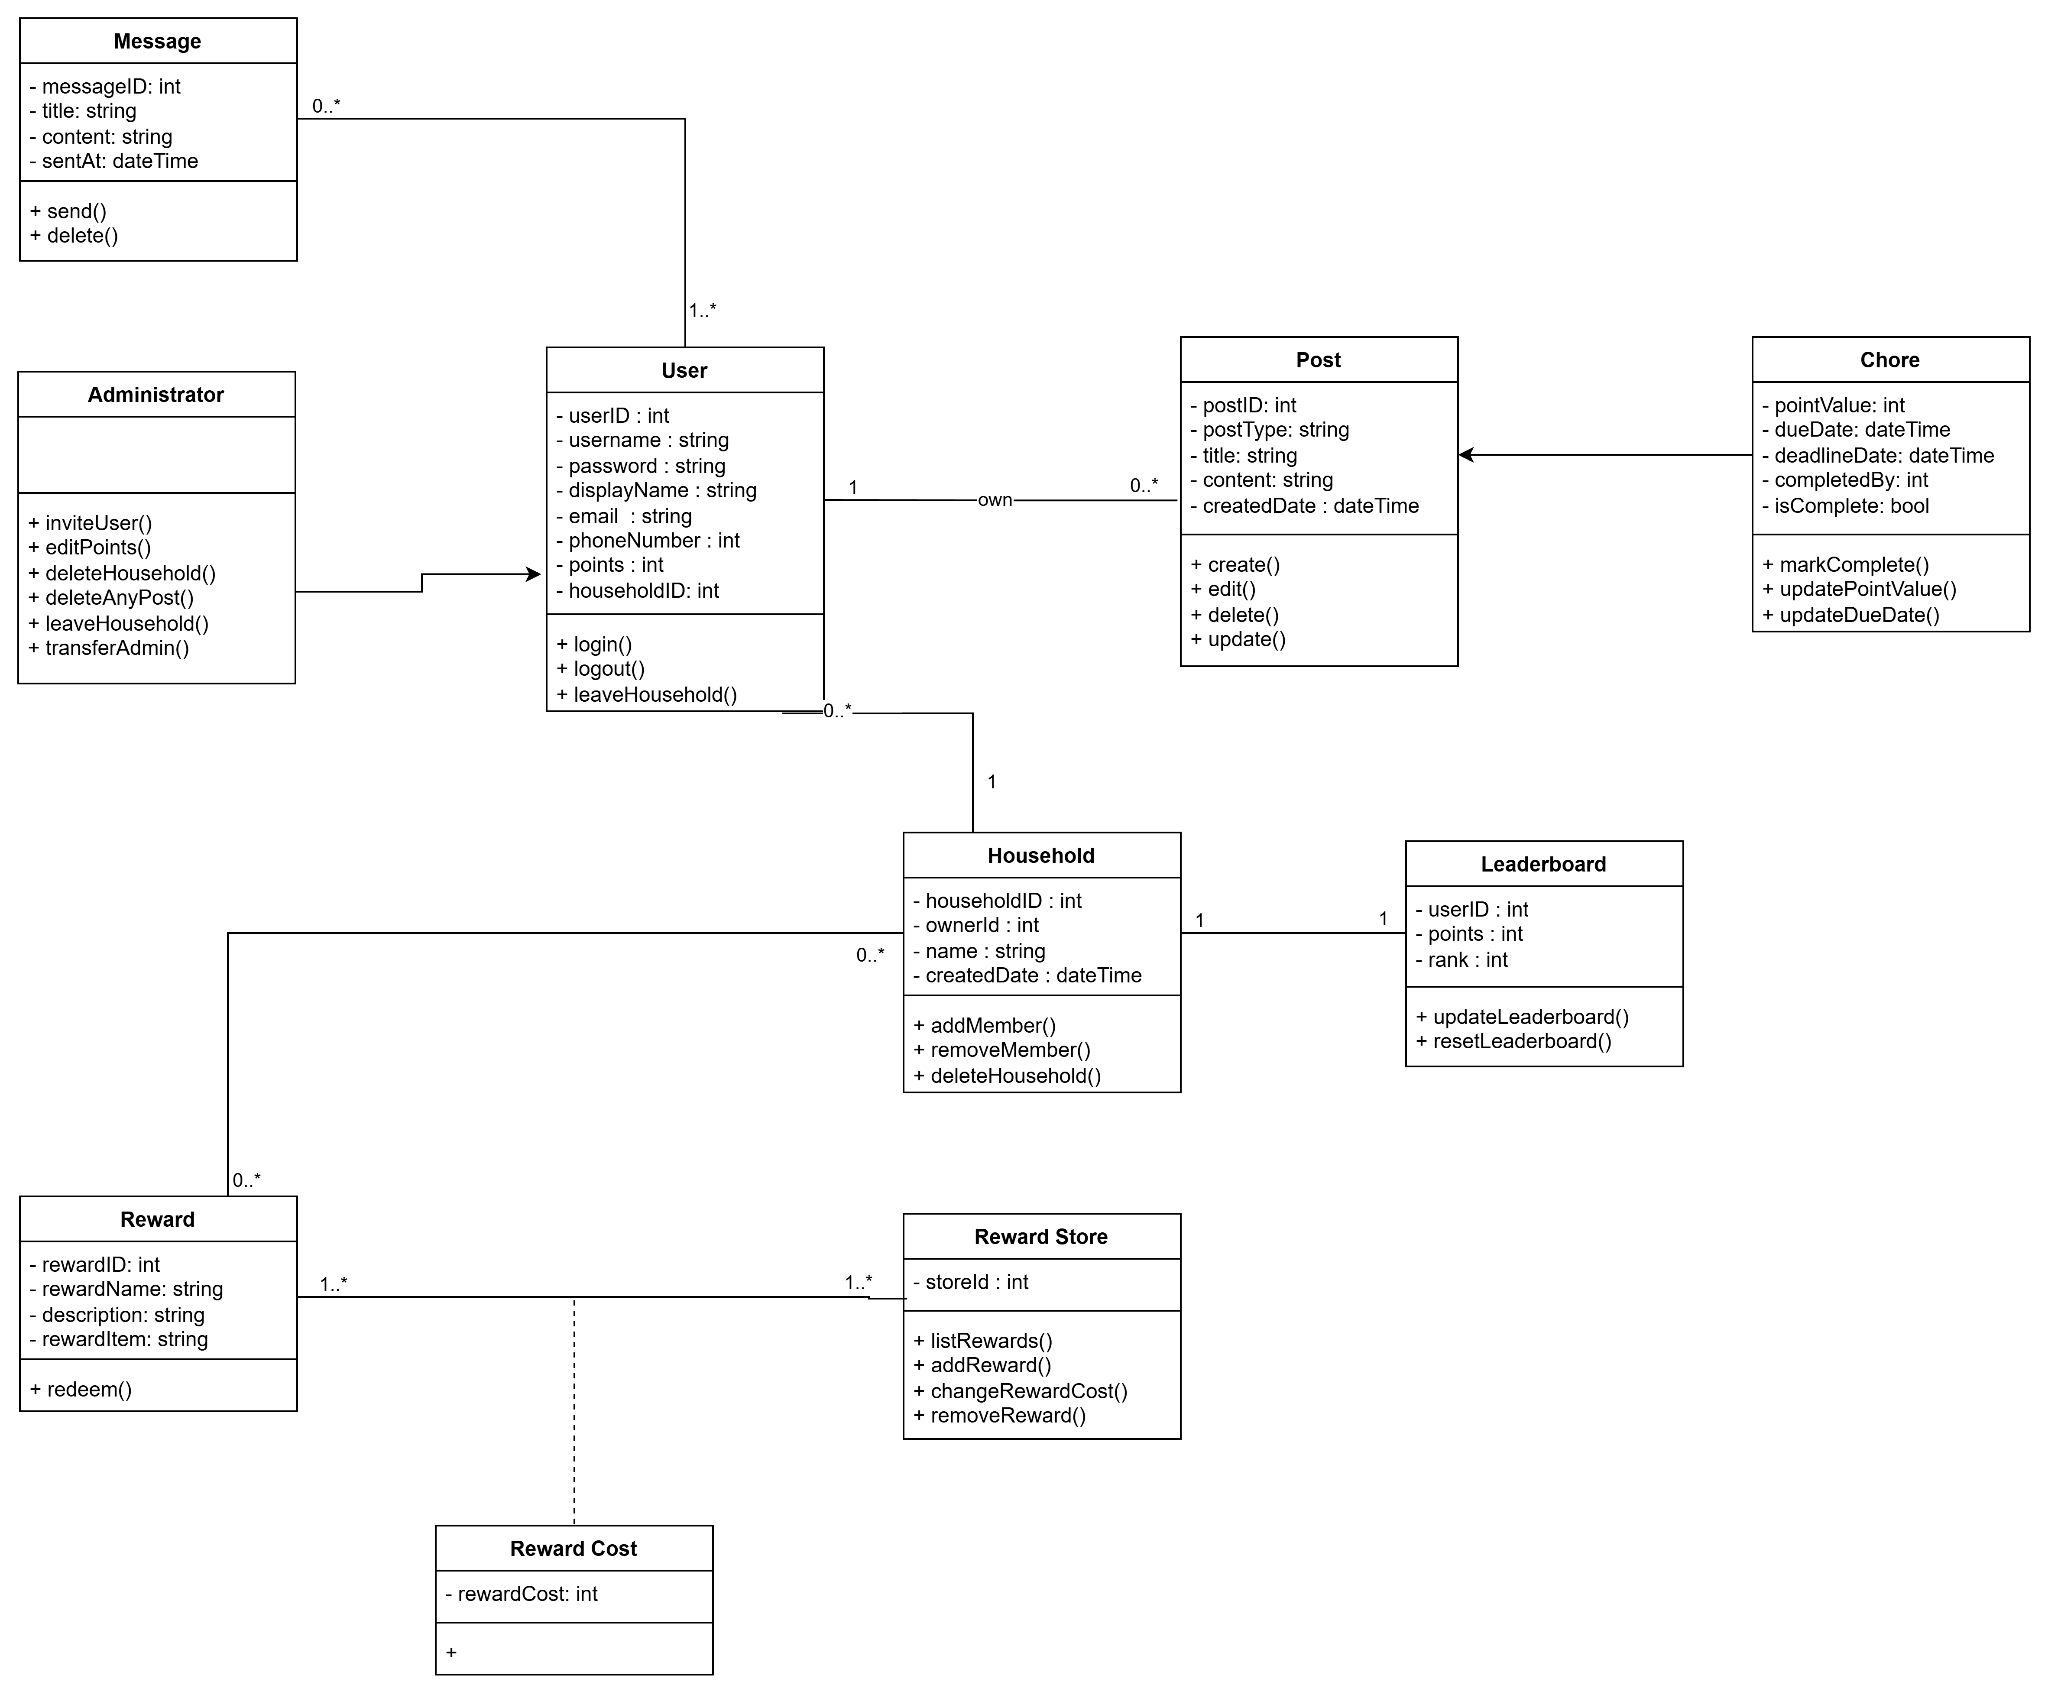 Message
- messageID: int
- title: string
- content: string
- sentAt: dateTime
+ send()
+ delete()
0..*
1..*
Administrator
+ inviteUser()
+ editPoints()
+ deleteHousehold()
+ deleteAnyPost()
+ leaveHousehold()
+ transferAdmin()
User
- userID : int
- username : string
- password : string
- displayName : string
- email  : string
- phoneNumber : int
- points : int
- householdID: int
+ login()
+ logout()
+ leaveHousehold()
1
own
0..*
Post
- postID: int
- postType: string
- title: string
- content: string
- createdDate : dateTime
+ create()
+ edit()
+ delete()
+ update()
Chore
- pointValue: int
- dueDate: dateTime
- deadlineDate: dateTime
- completedBy: int
- isComplete: bool
+ markComplete()
+ updatePointValue()
+ updateDueDate()
0..*
1
Household
- householdID : int
- ownerId : int
- name : string
- createdDate : dateTime
+ addMember()
+ removeMember()
+ deleteHousehold()
1
1
Leaderboard
- userID : int
- points : int
- rank : int
+ updateLeaderboard()
+ resetLeaderboard()
0..*
0..*
Reward
- rewardID: int
- rewardName: string
- description: string
- rewardItem: string
+ redeem()
1..*
1..*
Reward Store
- storeId : int
+ listRewards()
+ addReward()
+ changeRewardCost()
+ removeReward()
Reward Cost
- rewardCost: int
+